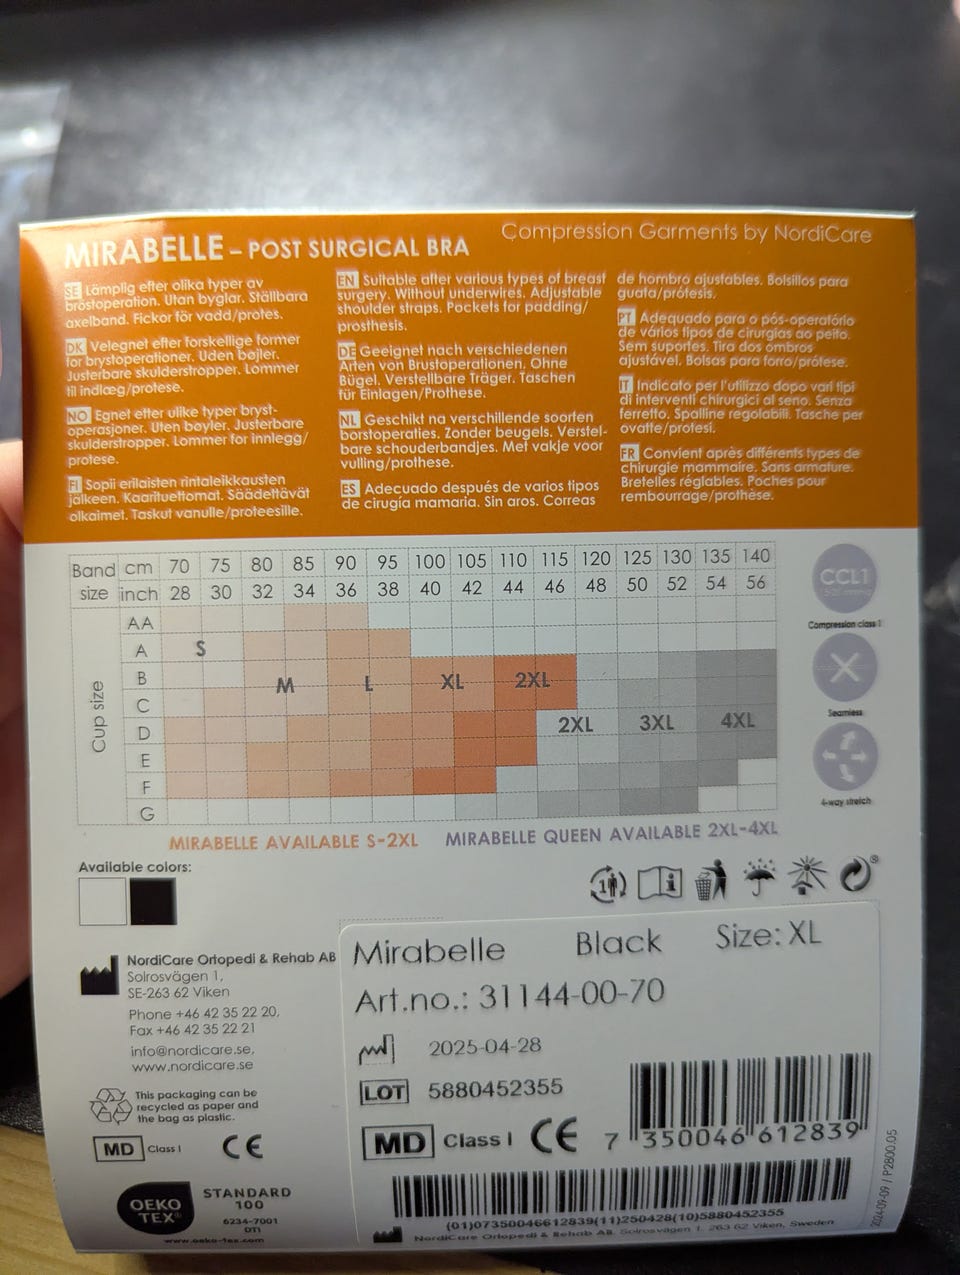 MIRABELLE – POST SURGICAL BRA
Compression Garments by NordiCare
SE Lämplig efter olika typer av
bröstoperation. Utan byglar. Ställbara
axelband. Fickor för vadd/protes.
DK Velegnet efter forskellige former
for brystoperationer. Uden bøjler.
Justerbare skulderstropper. Lommer
til indlæg/protese.
NO Egnet etter ulike typer bryst-
operasjoner. Uten bøyler. Justerbare
skulderstropper. Lommer for innlegg/
protese.
FI Sopii erilaisten rintaleikkausten
jälkeen. Kaarituettomat. Säädettävät
olkaimet. Taskut vanulle/proteesille.
EN Suitable after various types of breast
surgery. Without underwires. Adjustable
shoulder straps. Pockets for padding/
prosthesis.
DE Geeignet nach verschiedenen
Arten von Brustoperationen. Ohne
Bügel. Verstellbare Träger. Taschen
für Einlagen/Prothese.
NL Geschikt na verschillende soorten
borstoperaties. Zonder beugels. Verstel-
bare schouderbandjes. Met vakje voor
vulling/prothese.
ES Adecuado después de varios tipos
de cirugía mamaria. Sin aros. Correas
de hombro ajustables. Bolsillos para
guata/prótesis.
PT Adequado para o pós-operatório
de vários tipos de cirurgias ao peito.
Sem suportes. Tira dos ombros
ajustável. Bolsas para forro/prótese.
IT Indicato per l'utilizzo dopo vari tipi
di interventi chirurgici al seno. Senza
ferretto. Spalline regolabili. Tasche per
ovatte/protesi.
FR Convient après différents types de
chirurgie mammaire. Sans armature.
Bretelles réglables. Poches pour
rembourrage/prothèse.
Band size
cm 70 75 80 85 90 95 100 105 110 115 120 125 130 135 140
inch 28 30 32 34 36 38 40 42 44 46 48 50 52 54 56
Cup size
AA
A
B
C
D
E
F
G
S
M L XL 2XL
2XL 3XL 4XL
CCL1
Compression class 1
Seamless
4-way stretch
MIRABELLE AVAILABLE S-2XL
MIRABELLE QUEEN AVAILABLE 2XL-4XL
Available colors:
NordiCare Ortopedi & Rehab AB
Solrosvägen 1,
SE-263 62 Viken
Phone +46 42 35 22 20,
Fax +46 42 35 22 21
info@nordicare.se,
www.nordicare.se
This packaging can be
recycled as paper and
the bag as plastic.
MD Class I CE
OEKO
TEX®
STANDARD
100
6234-7001
DTI
www.oeko-tex.com
Mirabelle Black Size: XL
Art.no.: 31144-00-70
2025-04-28
LOT 5880452355
MD Class I CE
7 350046 612839
(01)07350046612839(11)250428(10)5880452355
NordiCare Ortopedi & Rehab AB, Solrosvägen 1, 263 62 Viken, Sweden
2024-09-09 / P2800.05